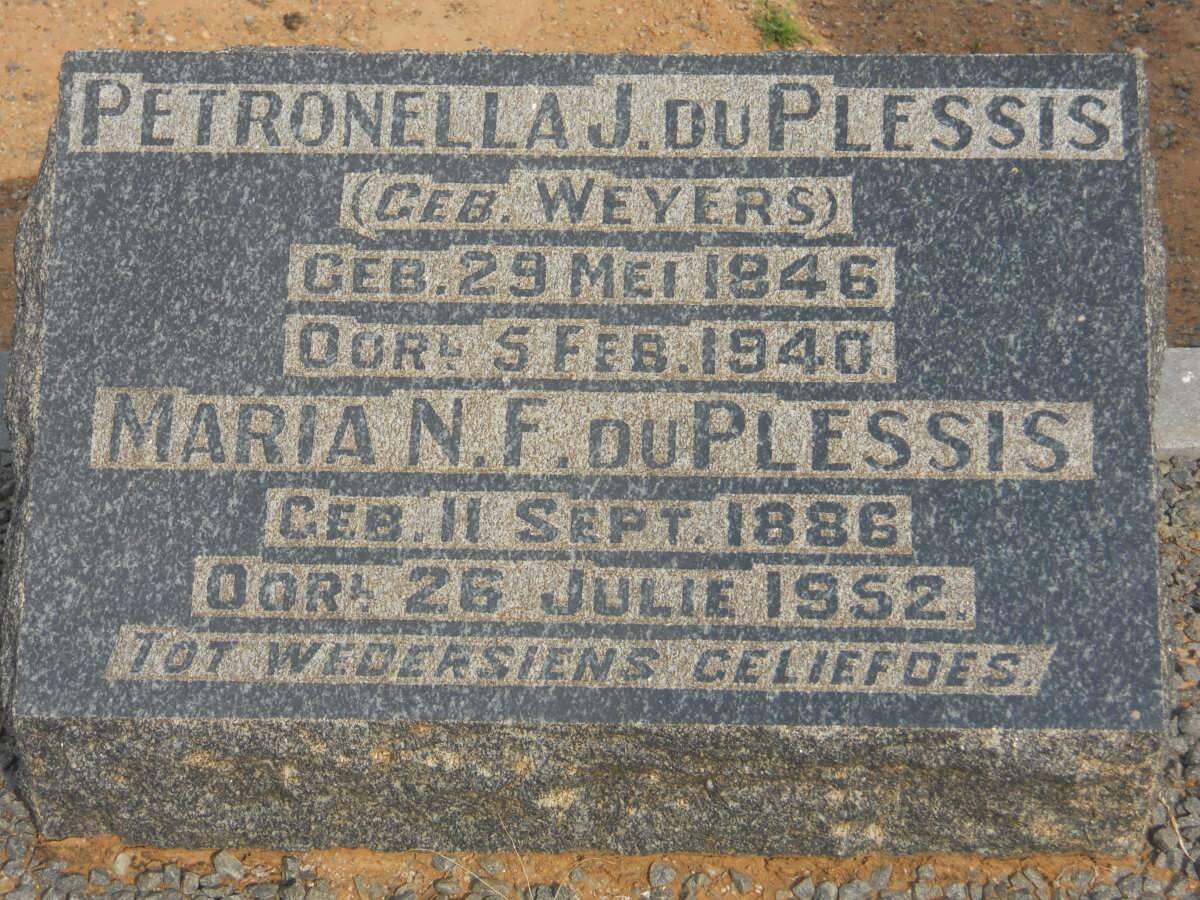 PETRONELLA J. DU PLESSIS
(GEB. WEYERS)
GEB. 29 MEI 1846
OORL. 5 FEB. 1940.
MARIA N. F. DU PLESSIS
GEB. 11 SEPT. 1886
OORL. 26 JULIE 1952.
TOT WEDERSIENS GELIEFDES.